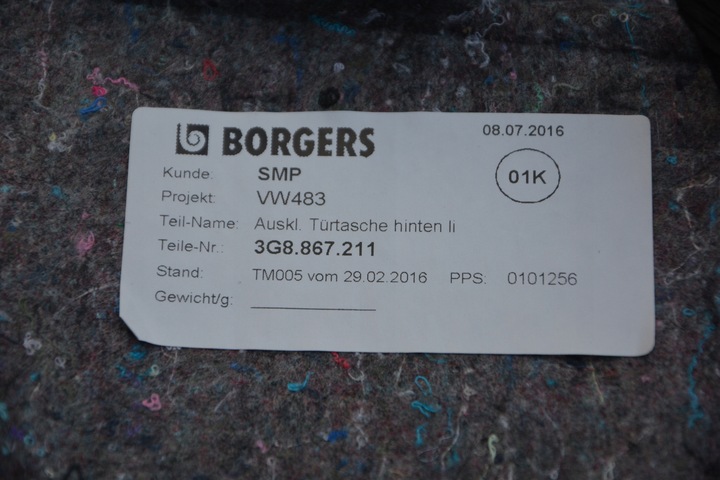 BORGERS
08.07.2016
Kunde: SMP
01K
Projekt: VW483
Teil-Name: Auskl. Türtasche hinten li
Teile-Nr.: 3G8.867.211
Stand: TM005 vom 29.02.2016 PPS: 0101256
Gewicht/g: ______________